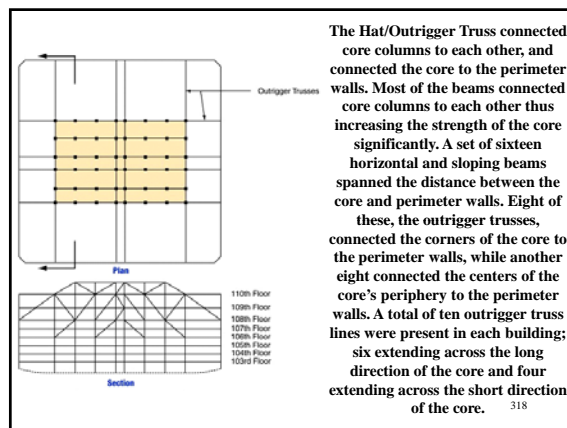 Outrigger Trusses
Plan
110th Floor
109th Floor
108th Floor
107th Floor
106th Floor
105th Floor
104th Floor
103rd Floor
Section
The Hat/Outrigger Truss connected
core columns to each other, and
connected the core to the perimeter
walls. Most of the beams connected
core columns to each other thus
increasing the strength of the core
significantly. A set of sixteen
horizontal and sloping beams
spanned the distance between the
core and perimeter walls. Eight of
these, the outrigger trusses,
connected the corners of the core to
the perimeter walls, while another
eight connected the centers of the
core’s periphery to the perimeter
walls. A total of ten outrigger truss
lines were present in each building;
six extending across the long
direction of the core and four
extending across the short direction
of the core. 318